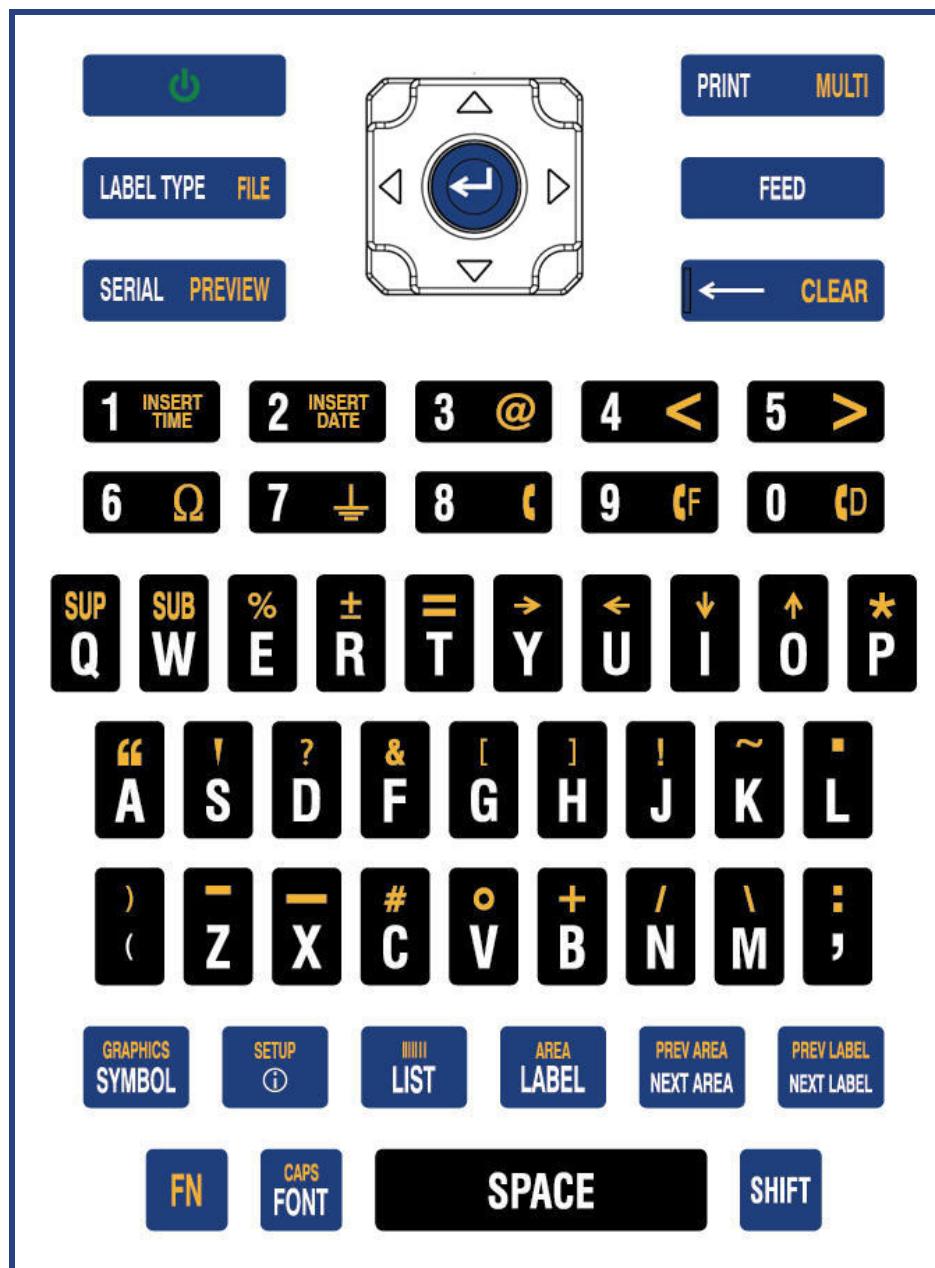 PRINT MULTI
LABEL TYPE FILE
FEED
SERIAL PREVIEW
← CLEAR
1 INSERT TIME 2 INSERT DATE 3 @ 4 < 5 >
6 Ω 7 ⏚ 8 9 F 0 D
SUP SUB % ± = → ← ↓ ↑ *
Q W E R T Y U I O P
“ ' ? & [ ] ! ~ .
A S D F G H J K L
) - — # ° + / \ :
( Z X C V B N M ,
GRAPHICS SETUP AREA PREV AREA PREV LABEL
SYMBOL ⓘ LIST LABEL NEXT AREA NEXT LABEL
CAPS
FN FONT SPACE SHIFT